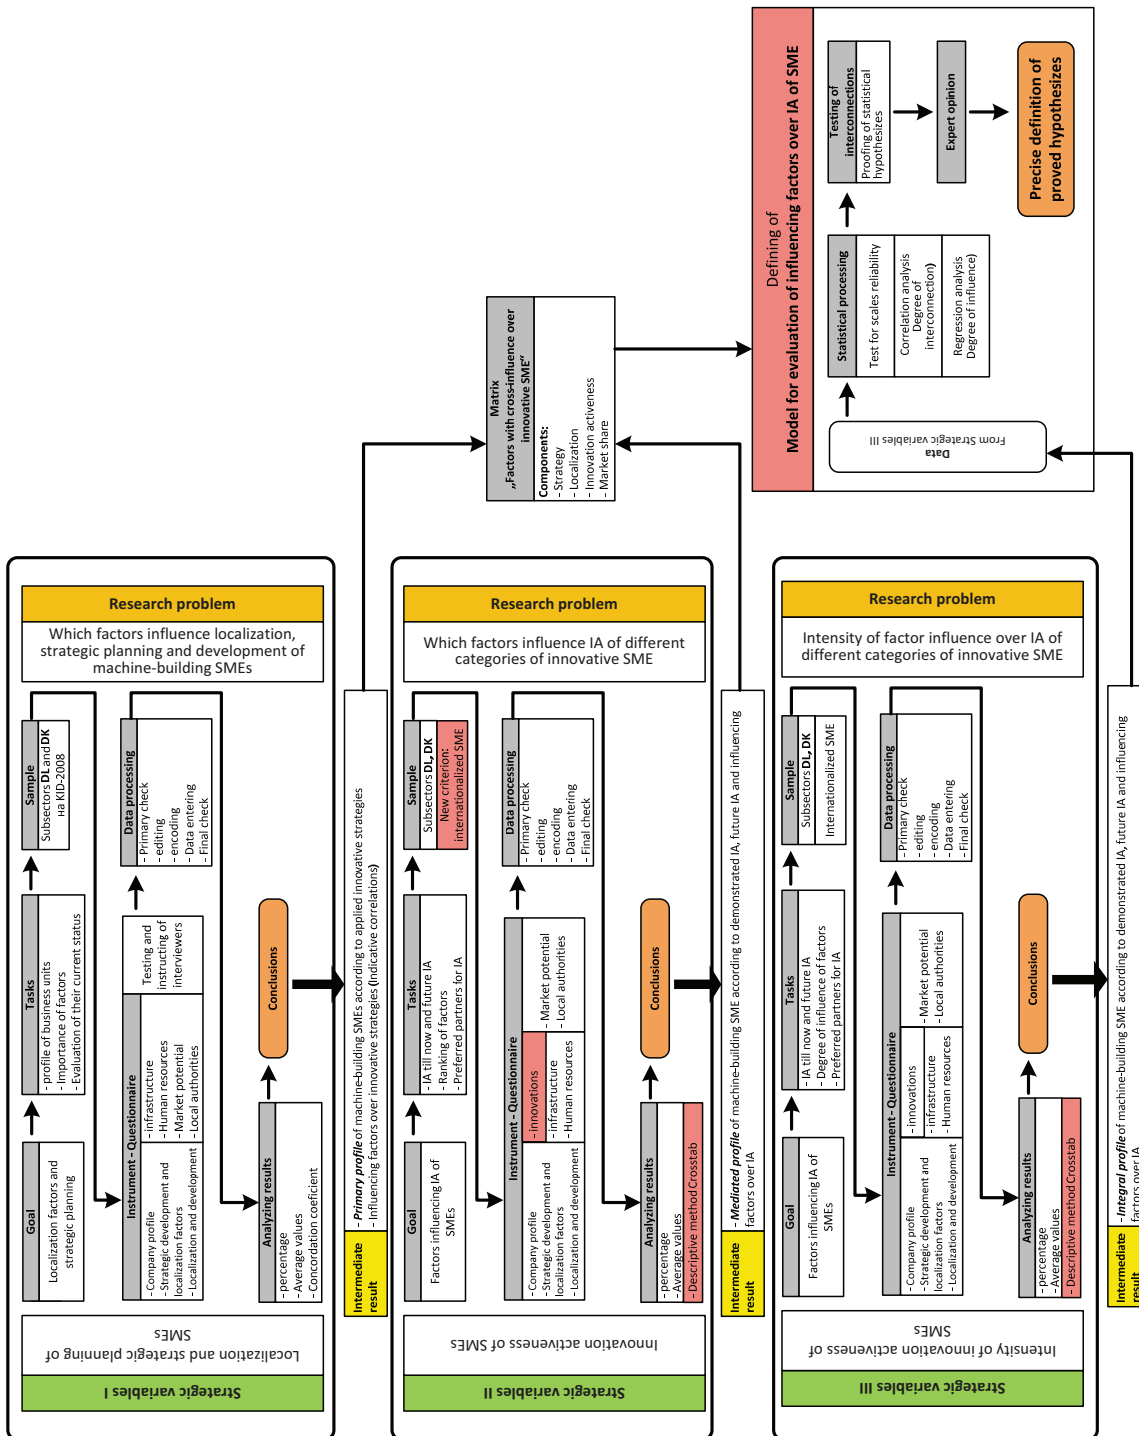 Strategic variables I
Localization and strategic planning of
SMEs
Goal
Localization factors and
strategic planning
Tasks
- profile of business units
- Importance of factors
- Evaluation of their current status
Sample
Subsectors DL and DK
на KID-2008
Instrument - Questionnaire
- Company profile
- Strategic development and
localization factors
- Localization and development
- infrastructure
- Human resources
- Market potential
- Local authorities
Testing and
instructing of
interviewers
Data processing
- Primary check
- editing
- encoding
- Data entering
- Final check
Analyzing results
- percentage
- Average values
- Concordation coeficient
Conclusions
Research problem
Which factors influence localization,
strategic planning and development of
machine-building SMEs
Intermediate
result
- Primary profile of machine-building SMEs according to applied innovative strategies
- Influencing factors over innovative strategies (Indicative correlations)
Strategic variables II
Innovation activeness of SMEs
Goal
Factors influencing IA of
SMEs
Tasks
- IA till now and future IA
- Ranking of factors
- Preferred partners for IA
Sample
Subsectors DL, DK
New criterion:
internationalized SME
Instrument - Questionnaire
- Company profile
- Strategic development and
localization factors
- Localization and development
- innovations
- infrastructure
- Human resources
- Market potential
- Local authorities
Data processing
- Primary check
- editing
- encoding
- Data entering
- Final check
Analyzing results
- percentage
- Average values
- Descriptive method Crosstab
Conclusions
Research problem
Which factors influence IA of different
categories of innovative SME
Intermediate
result
- Mediated profile of machine-building SME according to demonstrated IA, future IA and influencing
factors over IA
Strategic variables III
Intensity of innovation activeness of
SMEs
Goal
Factors influencing IA of
SMEs
Tasks
- IA till now and future IA
- Degree of influence of factors
- Preferred partners for IA
Sample
Subsectors DL, DK
Internationalized SME
Instrument - Questionnaire
- Company profile
- Strategic development and
localization factors
- Localization and development
- innovations
- infrastructure
- Human resources
- Market potential
- Local authorities
Data processing
- Primary check
- editing
- encoding
- Data entering
- Final check
Analyzing results
- percentage
- Average values
- Descriptive method Crosstab
Conclusions
Research problem
Intensity of factor influence over IA of
different categories of innovative SME
Intermediate
result
- Integral profile of machine-building SME according to demonstrated IA, future IA and influencing
factors over IA
Matrix
„Factors with cross-influence over
innovative SME“
Components:
- Strategy
- Localization
- Innovation activeness
- Market share
Defining of
Model for evaluation of influencing factors over IA of SME
Data
From Strategic variables III
Statistical processing
Test for scales reliability
Correlation analysis
Degree of
interconnection)
Regression analysis
Degree of influence)
Testing of
interconnections
Proofing of statistical
hypothesizes
Expert opinion
Precise definition of
proved hypothesizes